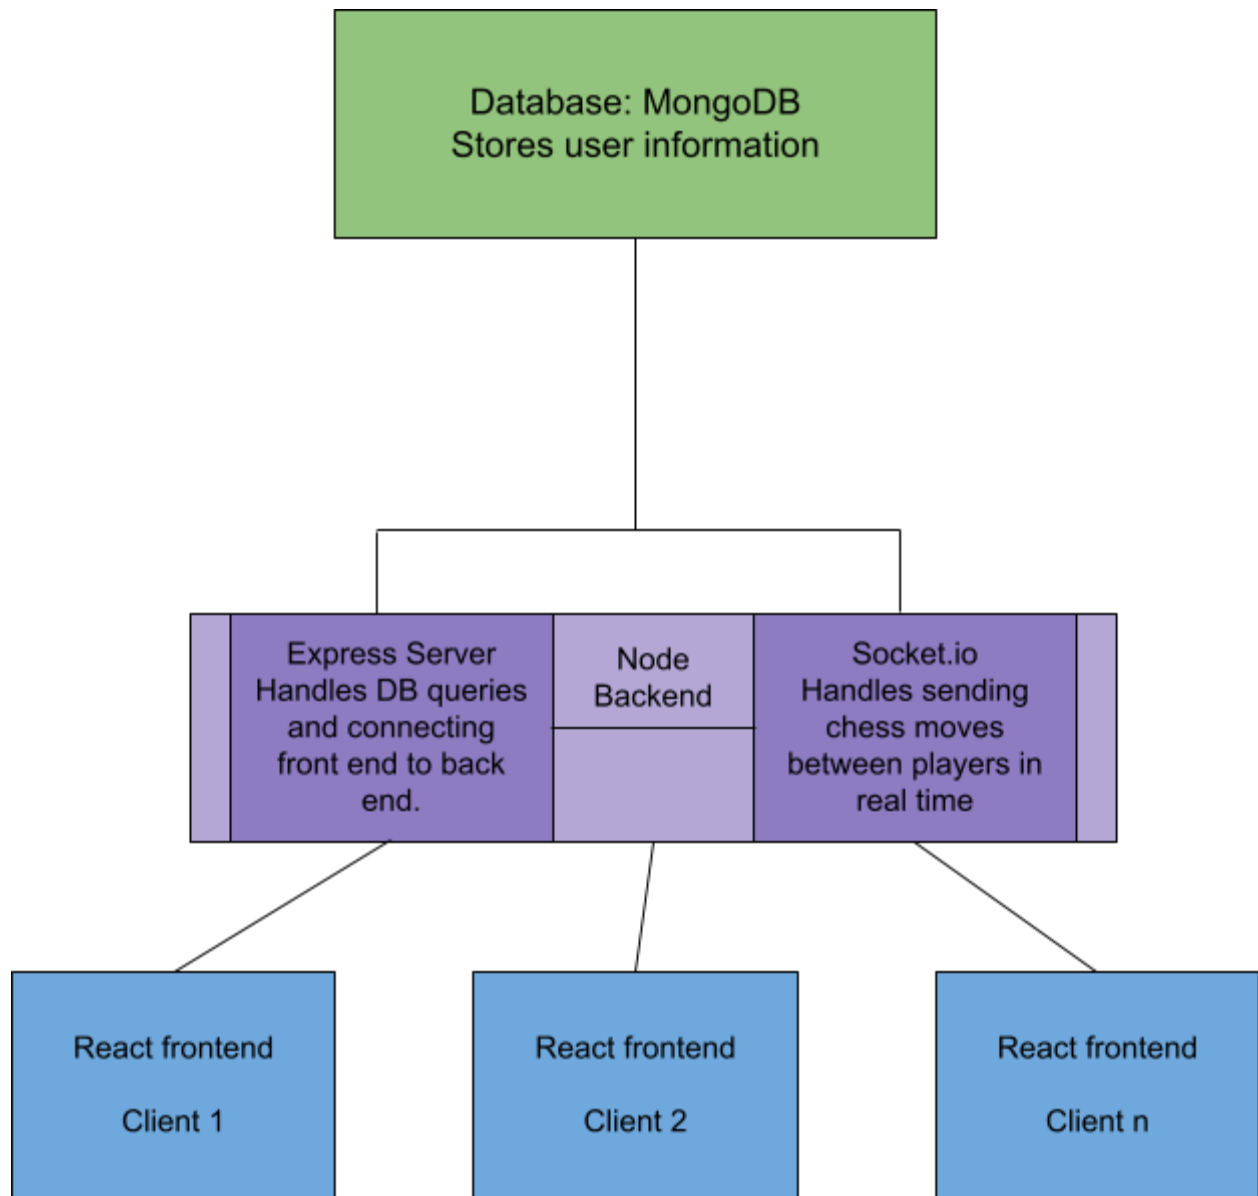 Database: MongoDB
Stores user information
Express Server
Handles DB queries
and connecting
front end to back
end.
Node
Backend
Socket.io
Handles sending
chess moves
between players in
real time
React frontend
Client 1
React frontend
Client 2
React frontend
Client n